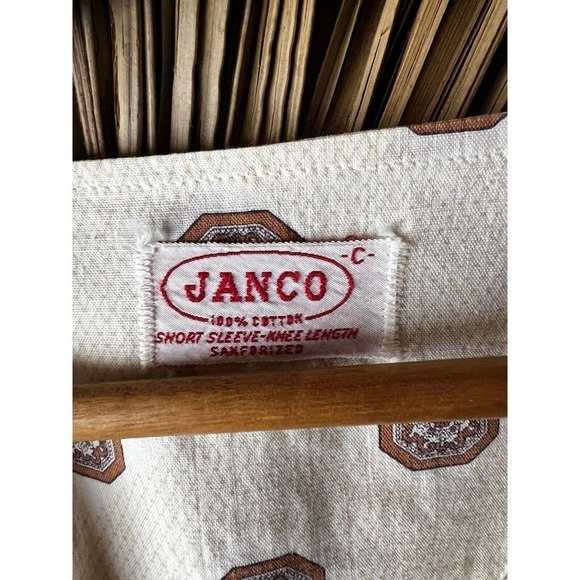 -C-
JANCO
100% COTTON
SHORT SLEEVE-KNEE LENGTH
SANFORIZED